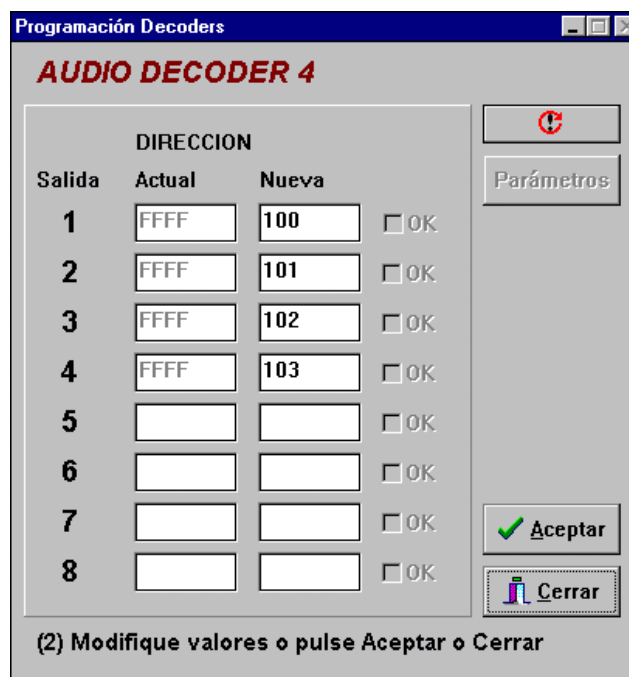 Programación Decoders
AUDIO DECODER 4
DIRECCION
Salida Actual Nueva
Parámetros
1 FFFF 100 OK
2 FFFF 101 OK
3 FFFF 102 OK
4 FFFF 103 OK
5 OK
6 OK
7 OK
8 OK
Aceptar
Cerrar
(2) Modifique valores o pulse Aceptar o Cerrar